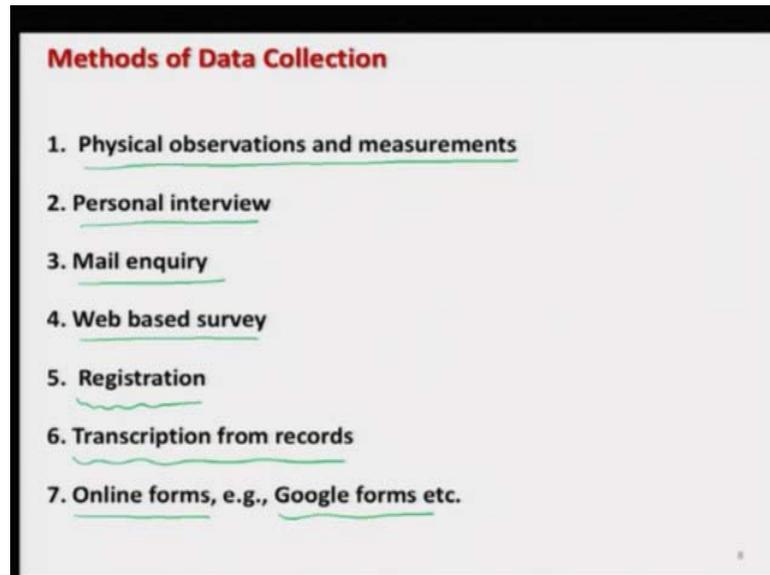 Methods of Data Collection
1. Physical observations and measurements
2. Personal interview
3. Mail enquiry
4. Web based survey
5. Registration
6. Transcription from records
7. Online forms, e.g., Google forms etc.
8